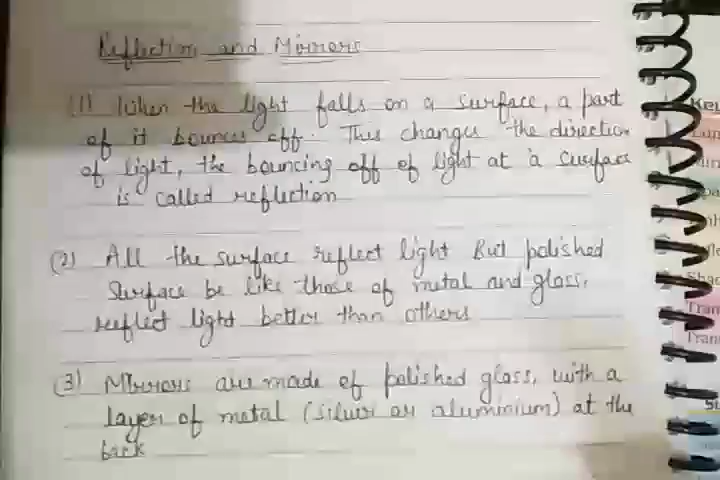 Reflection and Mirrors
(1) When the light falls on a surface, a part
of it bounces off. This changes the direction
of light, the bouncing off of light at a surface
is called reflection
(2) All the surface reflect light But polished
surface be like those of metal and glass,
reflect light better than others
(3) Mirrors are made of polished glass, with a
layer of metal (silver or aluminium) at the
back
Key